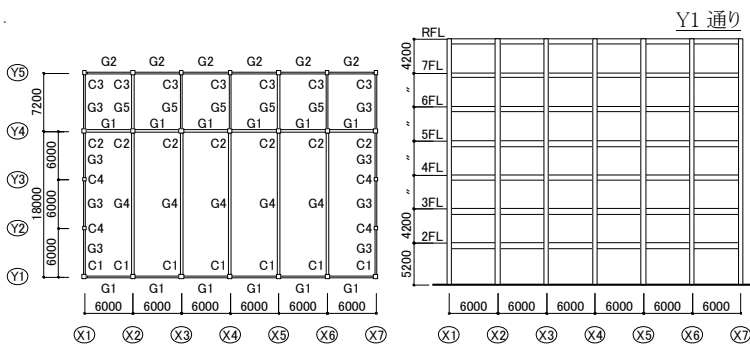 Y1 通り
G2 G2 G2 G2 G2 G2
Y5
C3 C3 C3 C3 C3 C3 C3
7200
G3 G5 G5 G5 G5 G5 G3
G1 G1 G1 G1 G1 G1
Y4
C2 C2 C2 C2 C2 C2 C2
6000
G3 G3
Y3
C4 C4
18000
6000
G3 G4 G4 G4 G4 G4 G3
Y2
C4 C4
6000
G3 G3
C1 C1 C1 C1 C1 C1 C1
Y1
G1 G1 G1 G1 G1 G1
6000 6000 6000 6000 6000 6000
X1 X2 X3 X4 X5 X6 X7
RFL
4200
7FL
〃
6FL
〃
5FL
〃
4FL
〃
3FL
4200
2FL
5200
6000 6000 6000 6000 6000 6000
X1 X2 X3 X4 X5 X6 X7